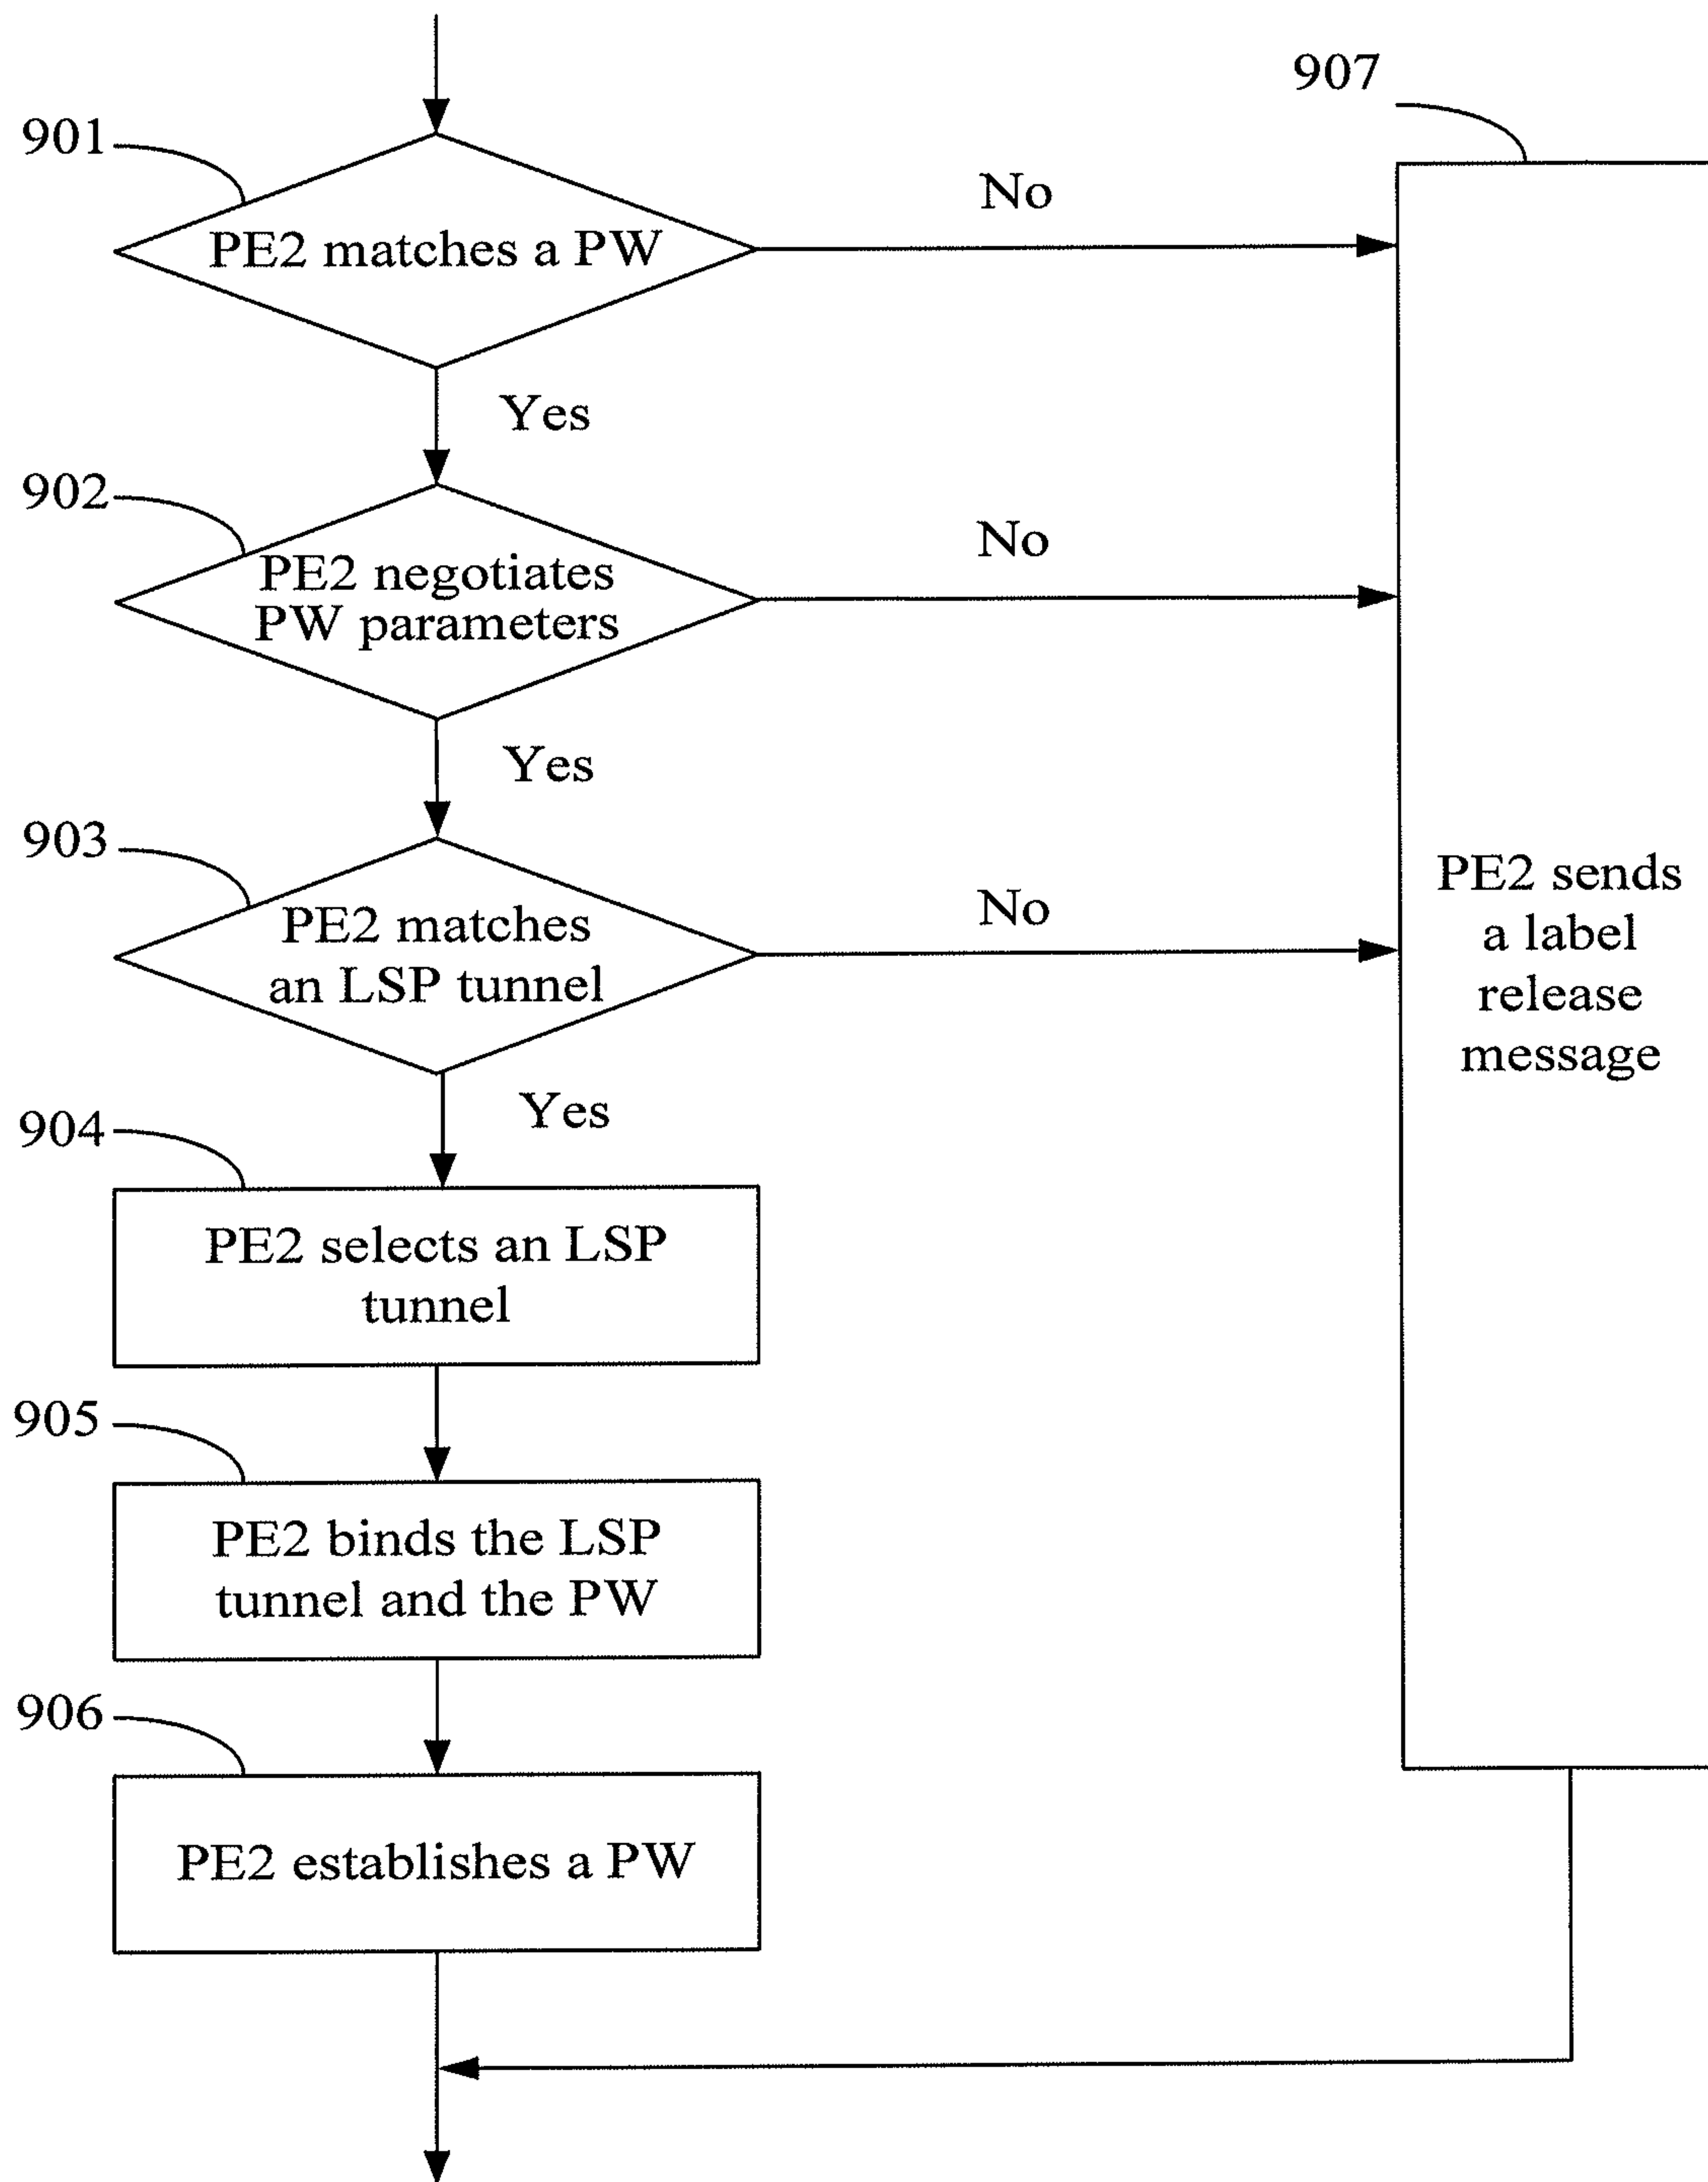 907
901
No
PE2 matches a PW
Yes
902
No
PE2 negotiates
PW parameters
Yes
903
No
PE2 matches
an LSP tunnel
PE2 sends
a label
release
message
Yes
904
PE2 selects an LSP
tunnel
905
PE2 binds the LSP
tunnel and the PW
906
PE2 establishes a PW